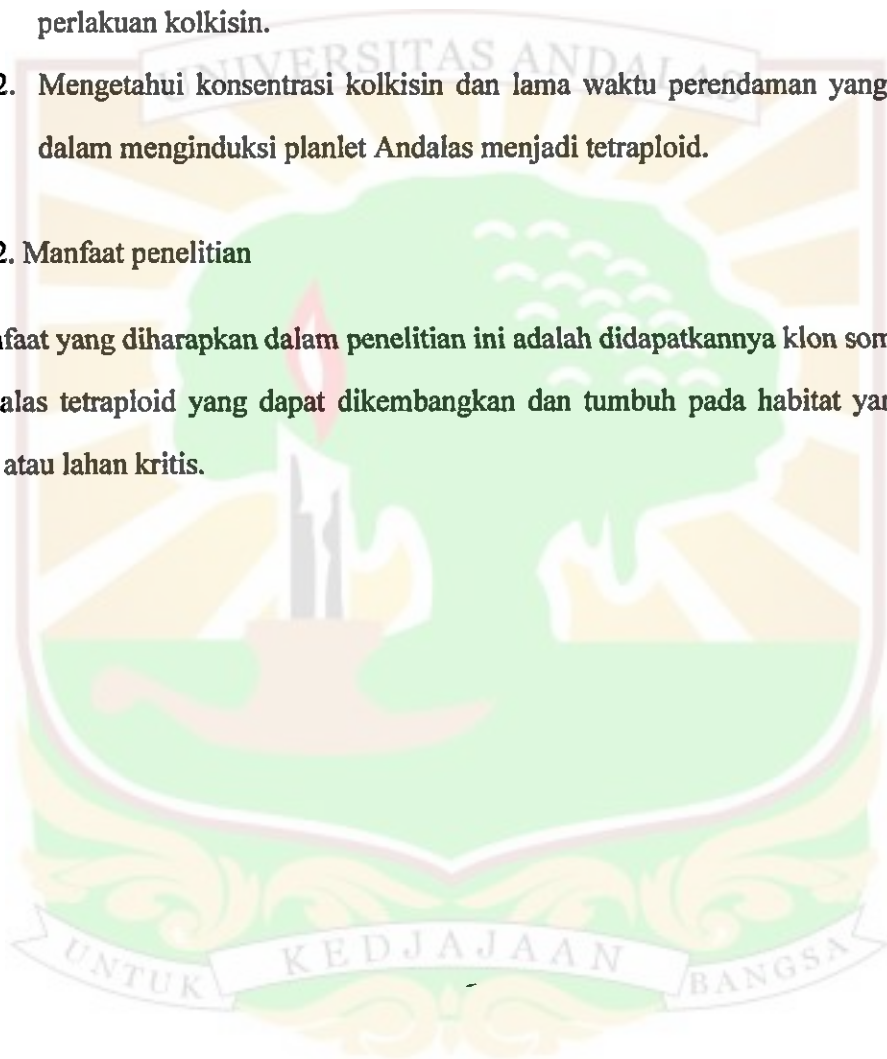 perlakuan kolkisin.
UNIVERSITAS ANDALAS
2. Mengetahui konsentrasi kolkisin dan lama waktu perendaman yang
dalam menginduksi planlet Andalas menjadi tetraploid.
2. Manfaat penelitian
nfaat yang diharapkan dalam penelitian ini adalah didapatkannya klon som
alas tetraploid yang dapat dikembangkan dan tumbuh pada habitat yan
atau lahan kritis.
UNTUK KEDJAJAAN BANGSA